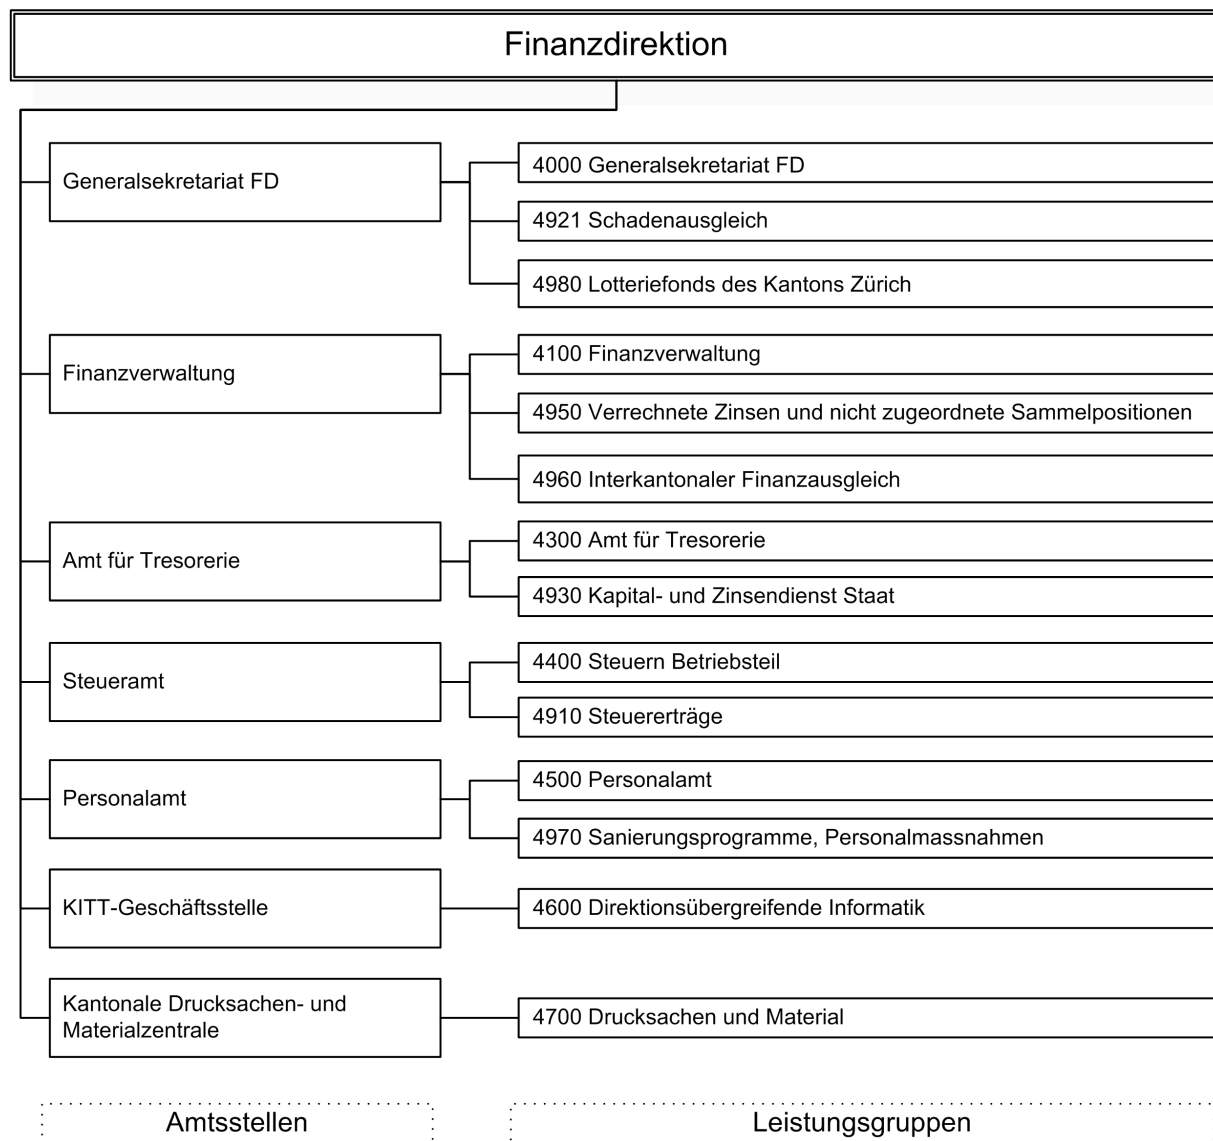 Finanzdirektion
Generalsekretariat FD
4000 Generalsekretariat FD
4921 Schadenausgleich
4980 Lotteriefonds des Kantons Zürich
Finanzverwaltung
4100 Finanzverwaltung
4950 Verrechnete Zinsen und nicht zugeordnete Sammelpositionen
4960 Interkantonaler Finanzausgleich
Amt für Tresorerie
4300 Amt für Tresorerie
4930 Kapital- und Zinsendienst Staat
Steueramt
4400 Steuern Betriebsteil
4910 Steuererträge
Personalamt
4500 Personalamt
4970 Sanierungsprogramme, Personalmassnahmen
KITT-Geschäftsstelle
4600 Direktionsübergreifende Informatik
Kantonale Drucksachen- und
Materialzentrale
4700 Drucksachen und Material
Amtsstellen
Leistungsgruppen